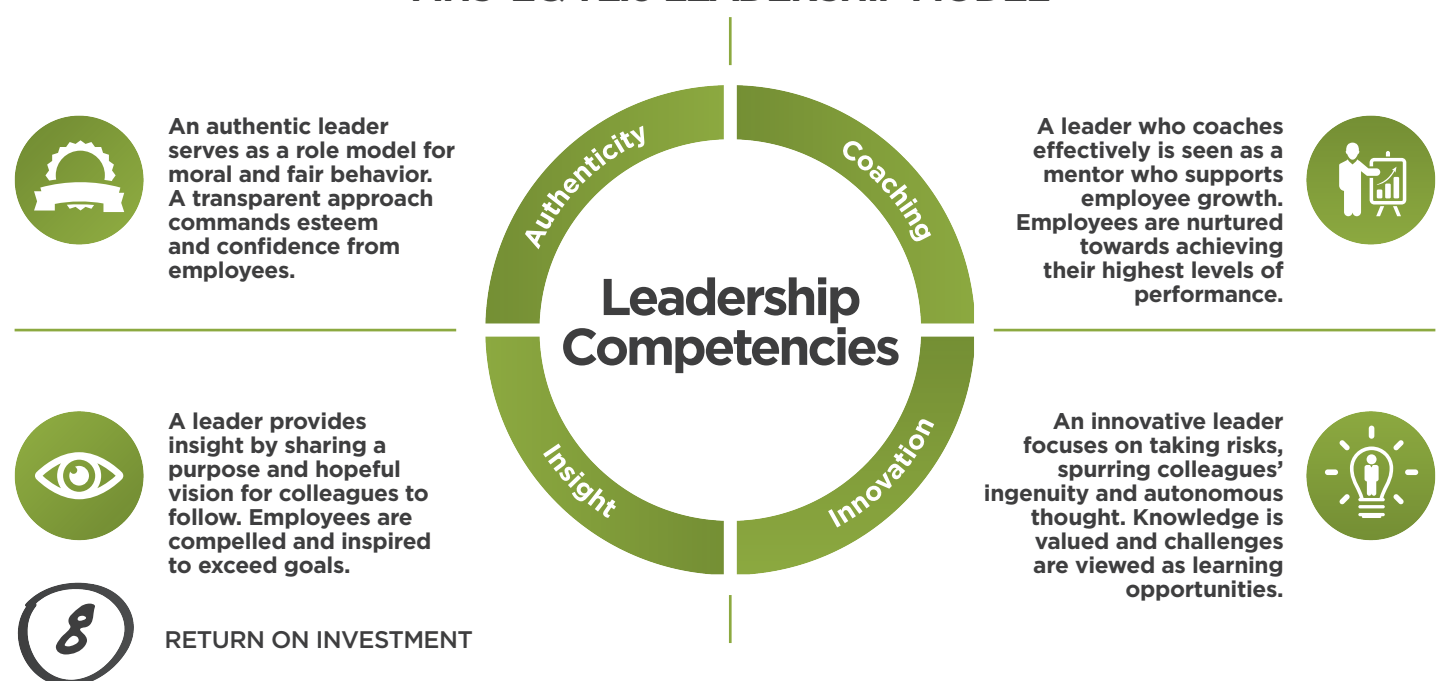 LEADERSHIP MODEL
An authentic leader
serves as a role model for
moral and fair behavior.
A transparent approach
commands esteem
and confidence from
employees.
Authenticity
Coaching
A leader who coaches
effectively is seen as a
mentor who supports
employee growth.
Employees are nurtured
towards achieving
their highest levels of
performance.
Leadership
Competencies
A leader provides
insight by sharing a
purpose and hopeful
vision for colleagues to
follow. Employees are
compelled and inspired
to exceed goals.
Insight
Innovation
An innovative leader
focuses on taking risks,
spurring colleagues’
ingenuity and autonomous
thought. Knowledge is
valued and challenges
are viewed as learning
opportunities.
8
RETURN ON INVESTMENT